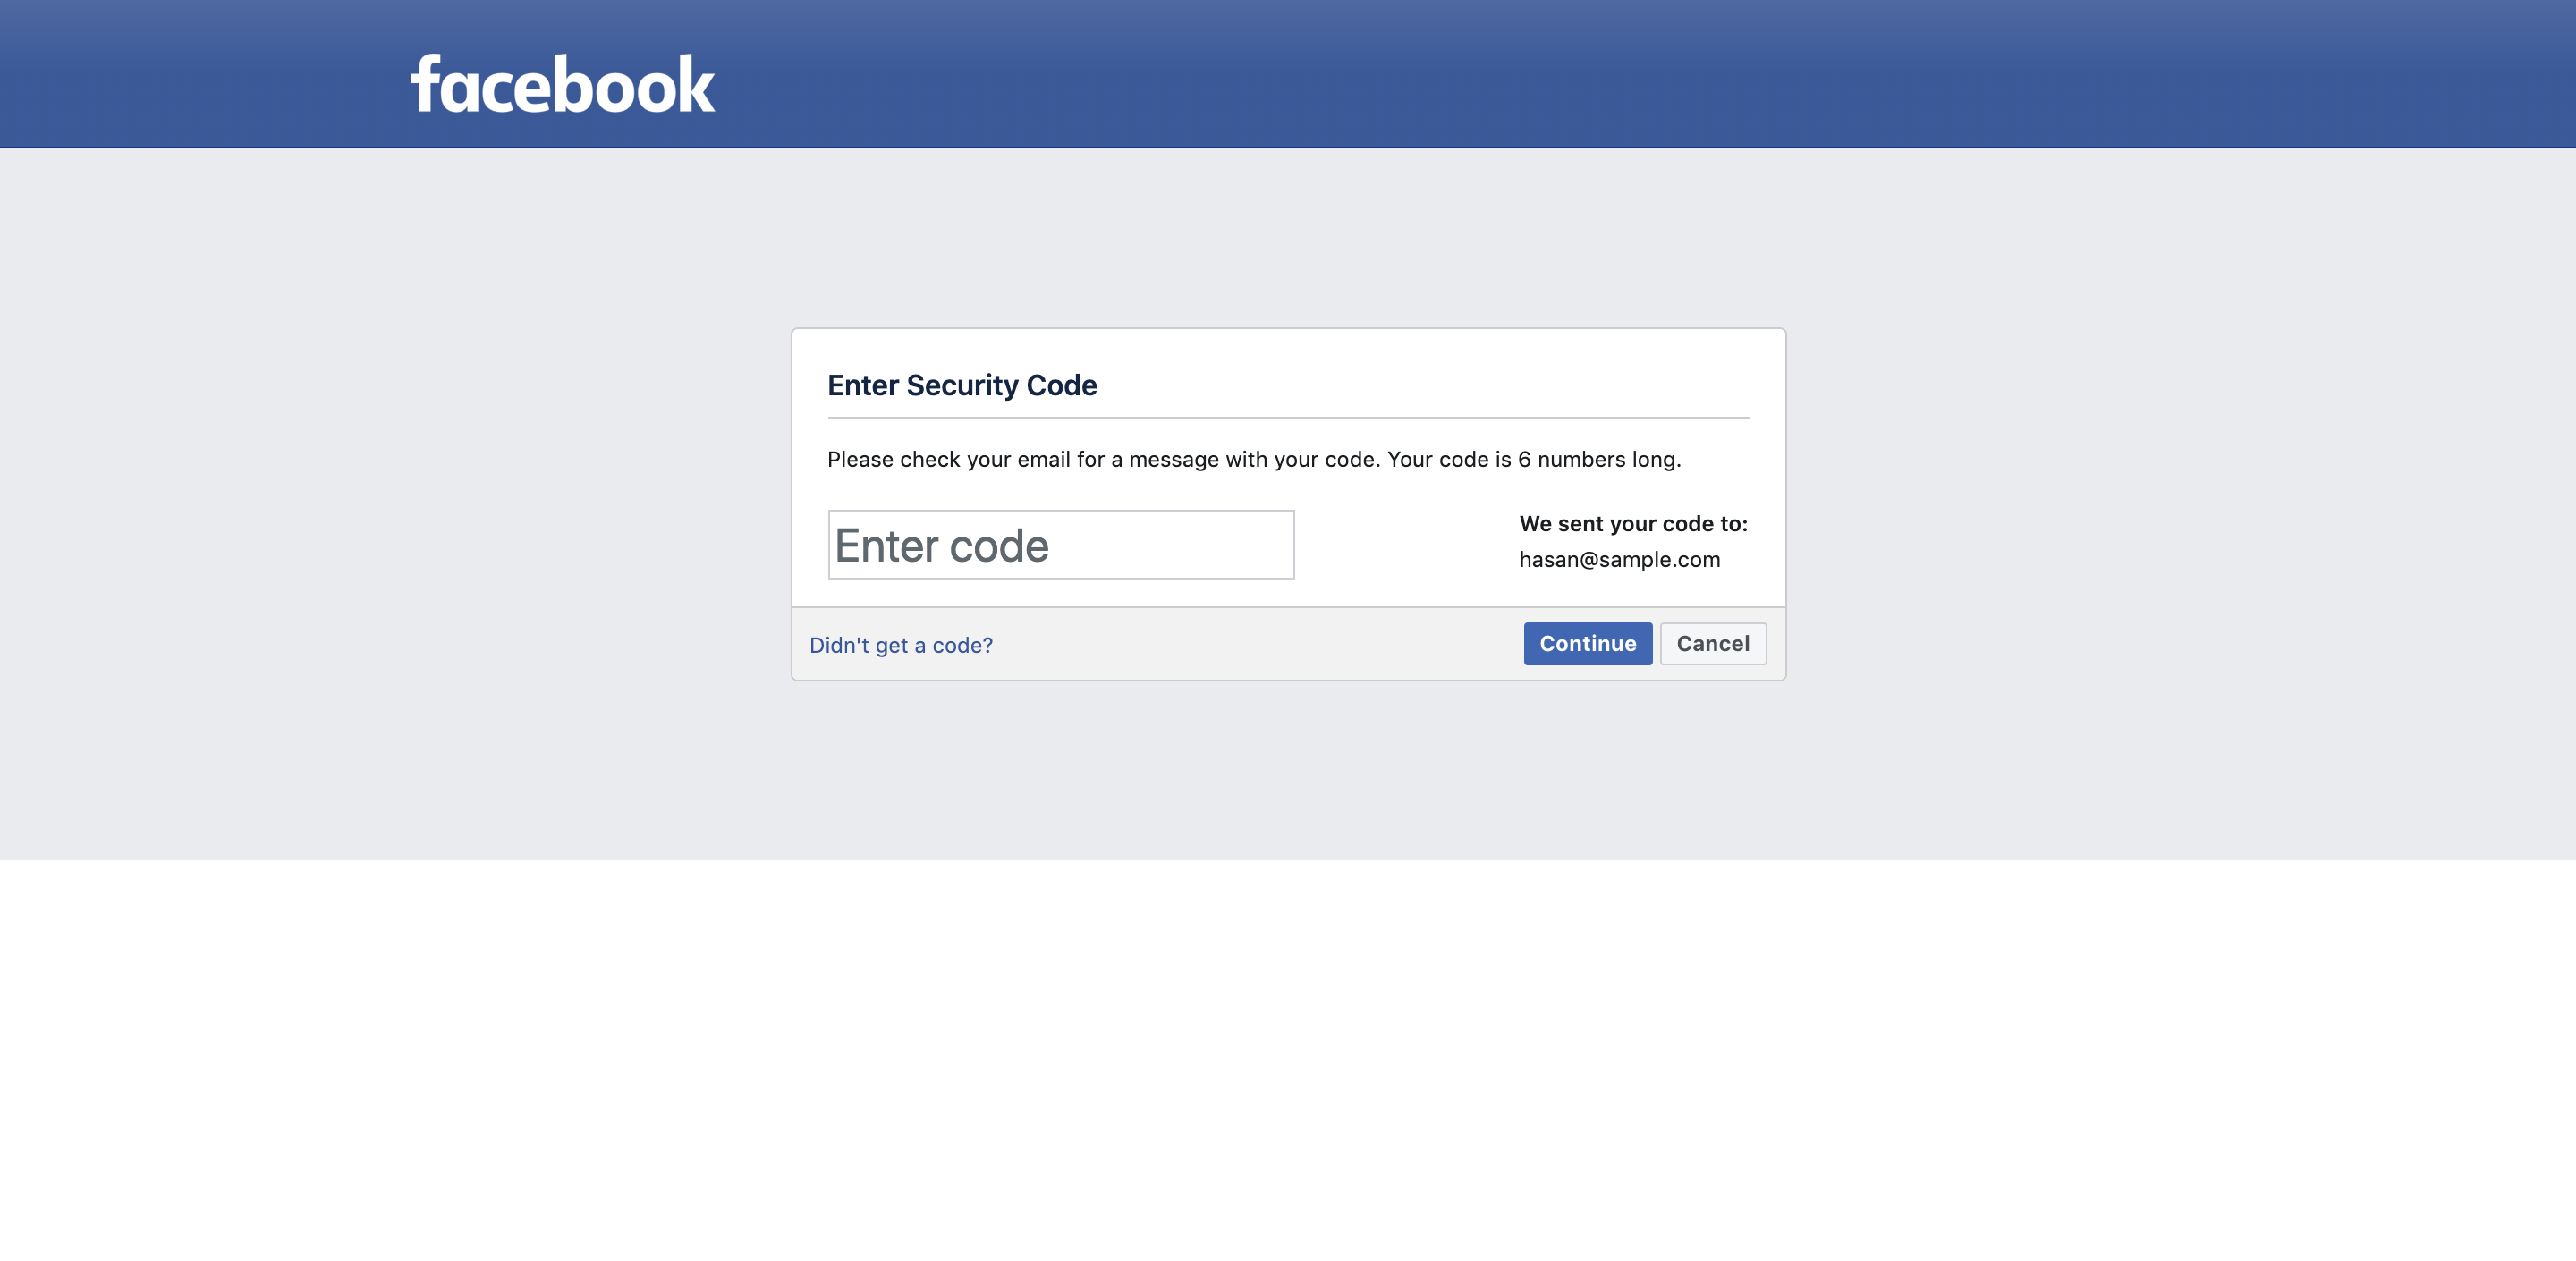 facebook
Enter Security Code
Please check your email for a message with your code. Your code is 6 numbers long.
Enter code
We sent your code to:
hasan@sample.com
Didn't get a code?
Continue
Cancel